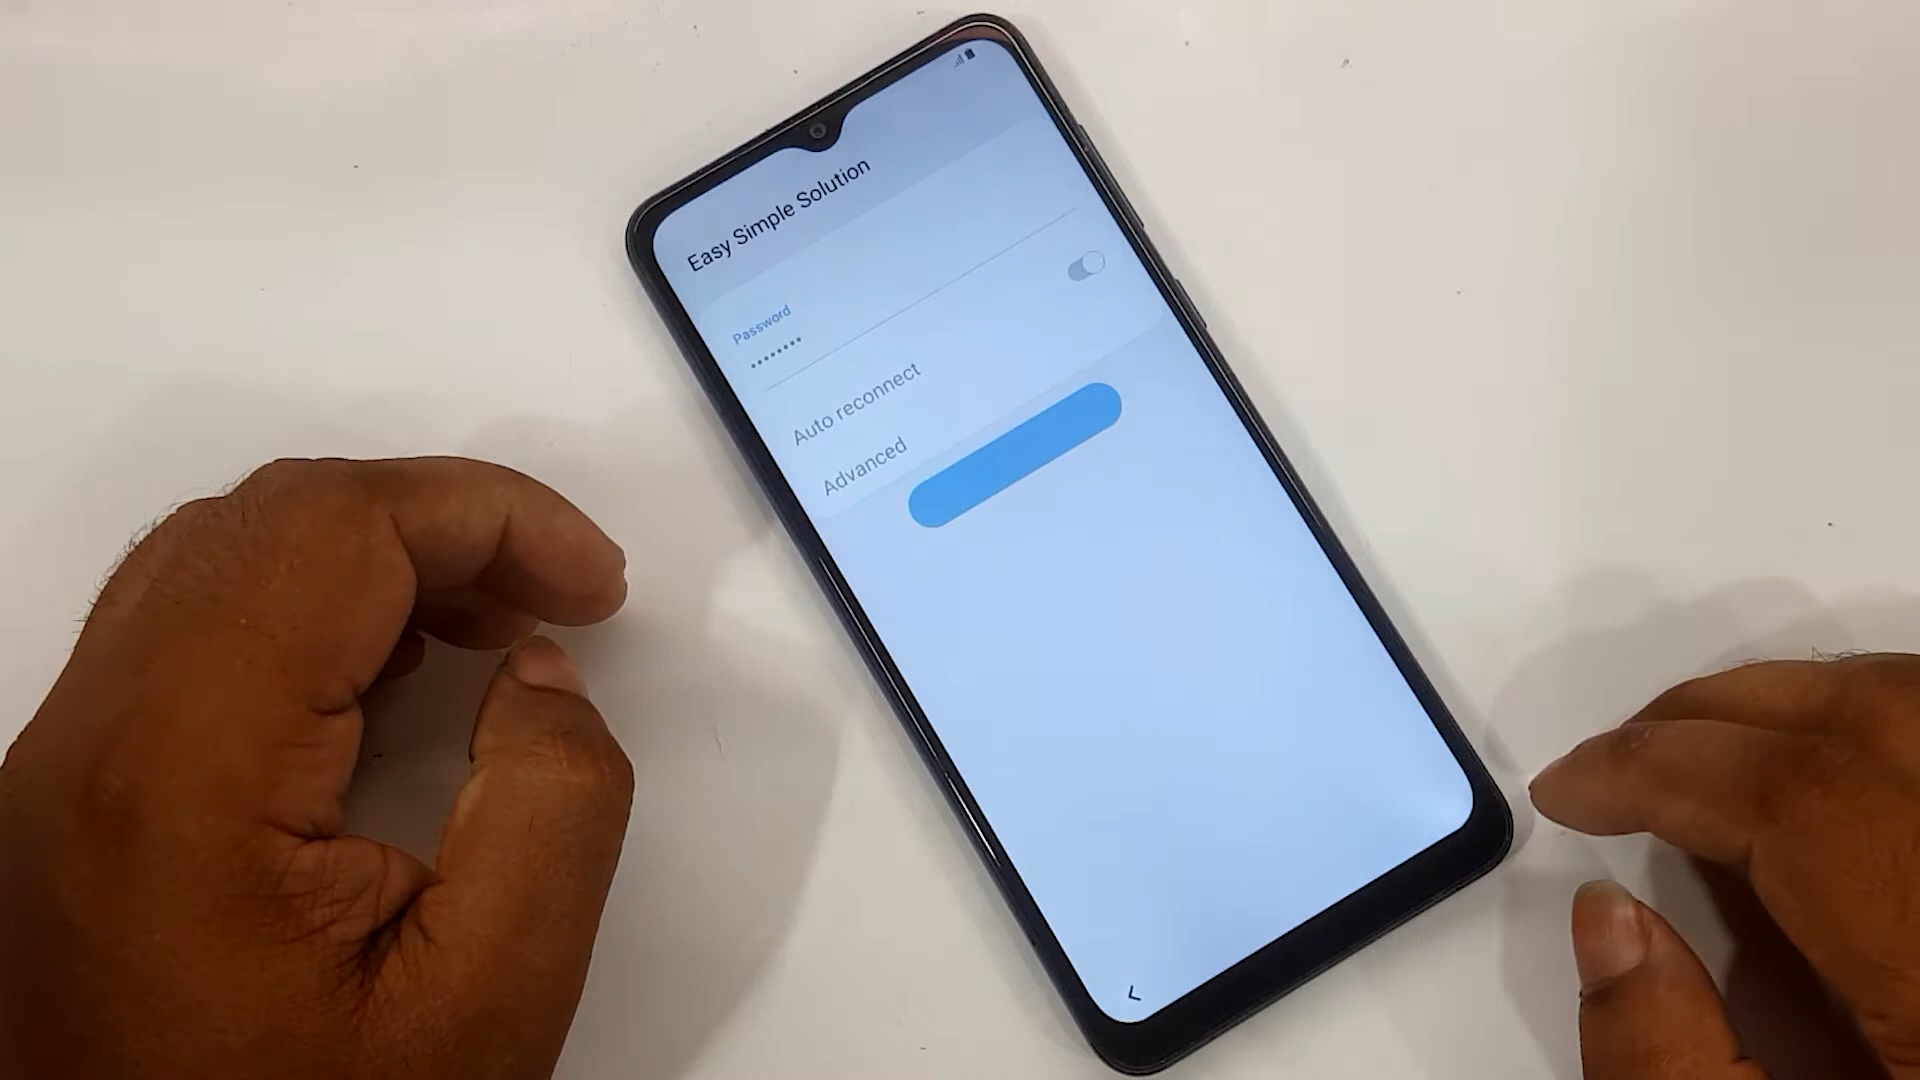 Easy Simple Solution
Password
••••••••
Auto reconnect
Advanced